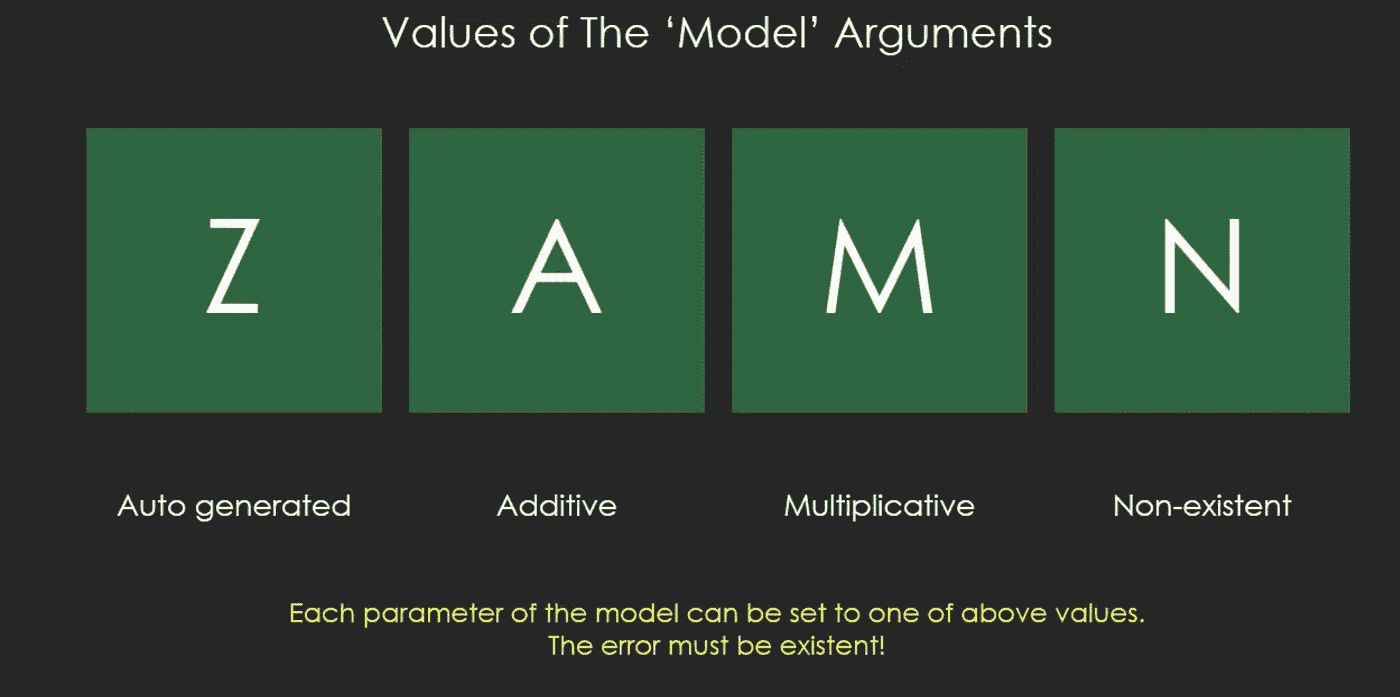 Values of The ‘Model’ Arguments
Z A M N
Auto generated Additive Multiplicative Non-existent
Each parameter of the model can be set to one of above values.
The error must be existent!